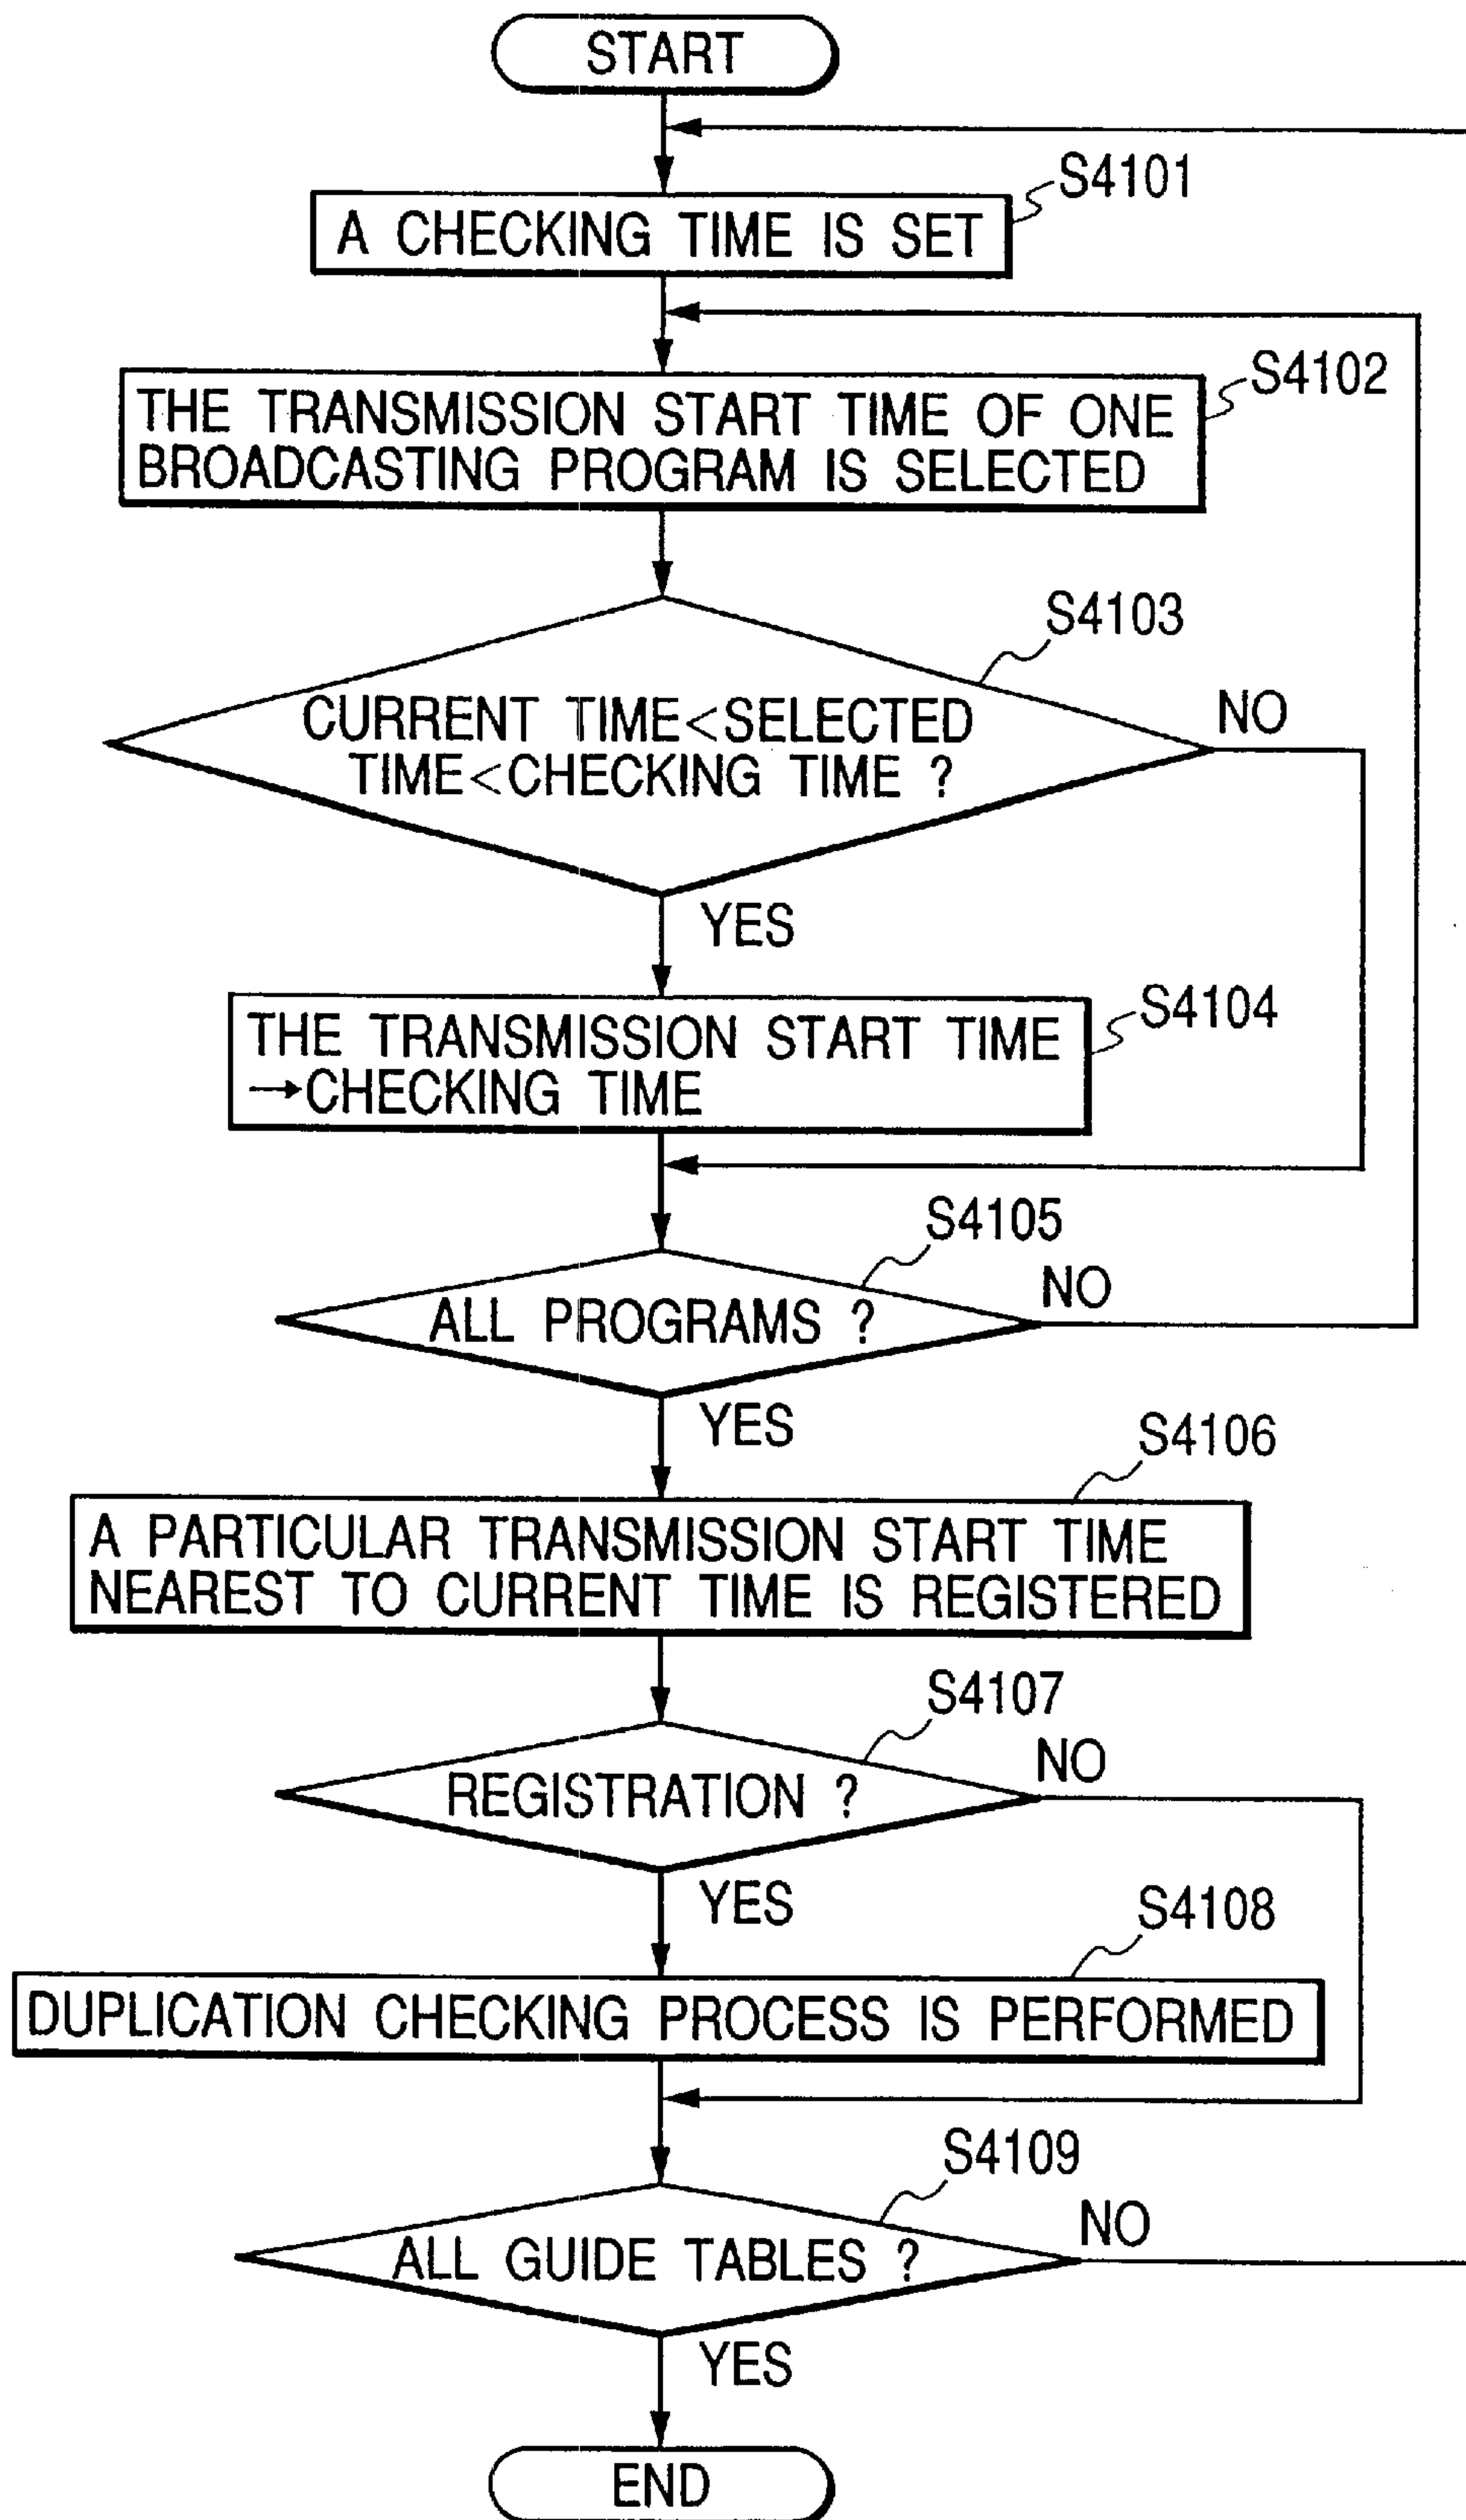 START
S4101
A CHECKING TIME IS SET
S4102
THE TRANSMISSION START TIME OF ONE
BROADCASTING PROGRAM IS SELECTED
S4103
CURRENT TIME<SELECTED
TIME<CHECKING TIME ?
NO
YES
S4104
THE TRANSMISSION START TIME
→CHECKING TIME
S4105
ALL PROGRAMS ?
NO
YES
S4106
A PARTICULAR TRANSMISSION START TIME
NEAREST TO CURRENT TIME IS REGISTERED
S4107
REGISTRATION ?
NO
YES
S4108
DUPLICATION CHECKING PROCESS IS PERFORMED
S4109
ALL GUIDE TABLES ?
NO
YES
END